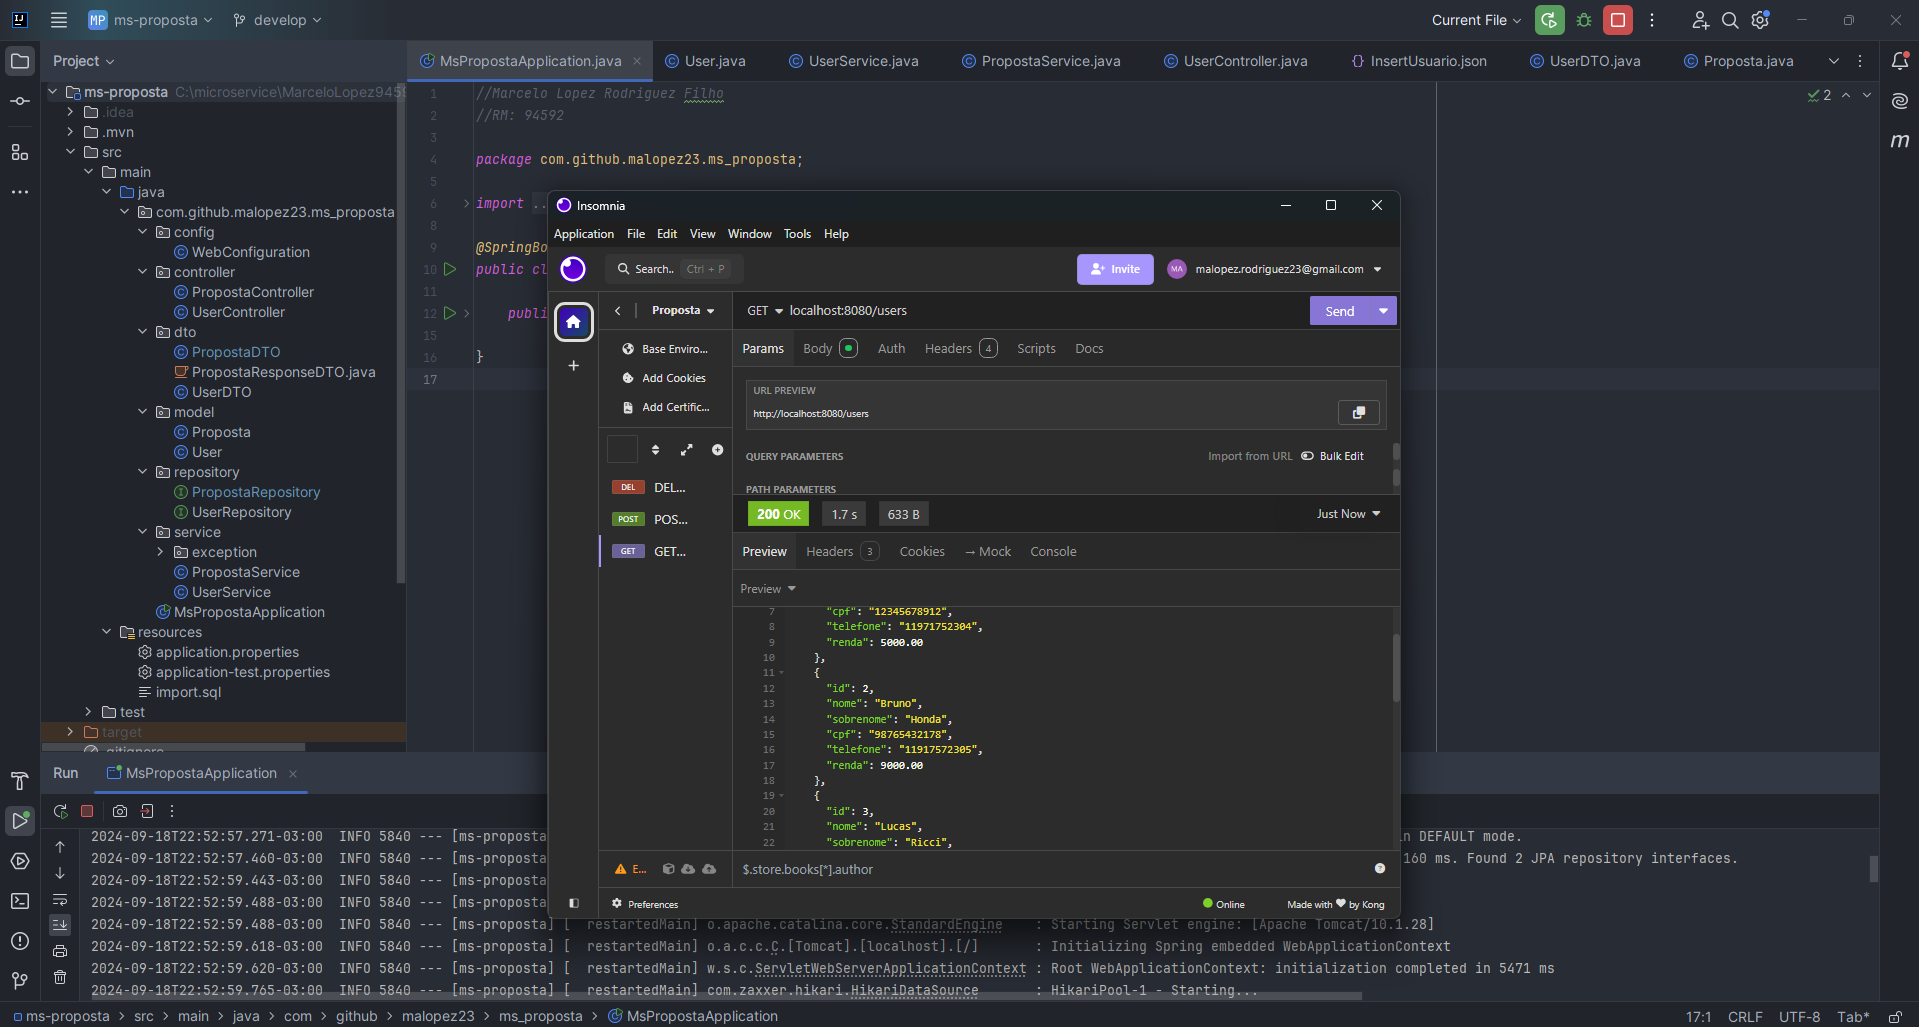 MP ms-proposta develop
Current File
Project
MsPropostaApplication.java User.java UserService.java PropostaService.java UserController.java InsertUsuario.json UserDTO.java Proposta.java
ms-proposta C:\microservice\MarceloLopez9459
.idea
.mvn
src
main
java
com.github.malopez23.ms_proposta
config
WebConfiguration
controller
PropostaController
UserController
dto
PropostaDTO
PropostaResponseDTO.java
UserDTO
model
Proposta
User
repository
PropostaRepository
UserRepository
service
exception
PropostaService
UserService
MsPropostaApplication
resources
application.properties
application-test.properties
import.sql
test
target
.gitignore
1 //Marcelo Lopez Rodriguez Filho
2 //RM: 94592
3
4 package com.github.malopez23.ms_proposta;
5
6 import ..
8
9 @SpringBo
10 public cl
11
12 publi
15
16 }
17
2
Insomnia
Application File Edit View Window Tools Help
Search.. Ctrl + P
Invite
MA malopez.rodriguez23@gmail.com
Proposta
GET localhost:8080/users
Send
Base Enviro...
Add Cookies
Add Certific...
DEL DEL...
POST POS...
GET GET...
Params Body Auth Headers 4 Scripts Docs
URL PREVIEW
http://localhost:8080/users
QUERY PARAMETERS
Import from URL Bulk Edit
PATH PARAMETERS
200 OK 1.7 s 633 B
Just Now
Preview Headers 3 Cookies → Mock Console
Preview
7 "cpf": "12345678912",
8 "telefone": "11971752304",
9 "renda": 5000.00
10 },
11 {
12 "id": 2,
13 "nome": "Bruno",
14 "sobrenome": "Honda",
15 "cpf": "98765432178",
16 "telefone": "11917572305",
17 "renda": 9000.00
18 },
19 {
20 "id": 3,
21 "nome": "Lucas",
22 "sobrenome": "Ricci",
E...
$.store.books[*].author
Preferences
Online
Made with ❤ by Kong
Run MsPropostaApplication
2024-09-18T22:52:57.271-03:00 INFO 5840 --- [ms-proposta n DEFAULT mode.
2024-09-18T22:52:57.460-03:00 INFO 5840 --- [ms-proposta 160 ms. Found 2 JPA repository interfaces.
2024-09-18T22:52:59.443-03:00 INFO 5840 --- [ms-proposta
2024-09-18T22:52:59.488-03:00 INFO 5840 --- [ms-proposta
2024-09-18T22:52:59.488-03:00 INFO 5840 --- [ms-proposta] [ restartedMain] o.apache.catalina.core.StandardEngine : Starting Servlet engine: [Apache Tomcat/10.1.28]
2024-09-18T22:52:59.618-03:00 INFO 5840 --- [ms-proposta] [ restartedMain] o.a.c.c.C.[Tomcat].[localhost].[/] : Initializing Spring embedded WebApplicationContext
2024-09-18T22:52:59.620-03:00 INFO 5840 --- [ms-proposta] [ restartedMain] w.s.c.ServletWebServerApplicationContext : Root WebApplicationContext: initialization completed in 5471 ms
2024-09-18T22:52:59.765-03:00 INFO 5840 --- [ms-proposta] [ restartedMain] com.zaxxer.hikari.HikariDataSource : HikariPool-1 - Starting...
ms-proposta > src > main > java > com > github > malopez23 > ms_proposta > MsPropostaApplication
17:1 CRLF UTF-8 Tab*